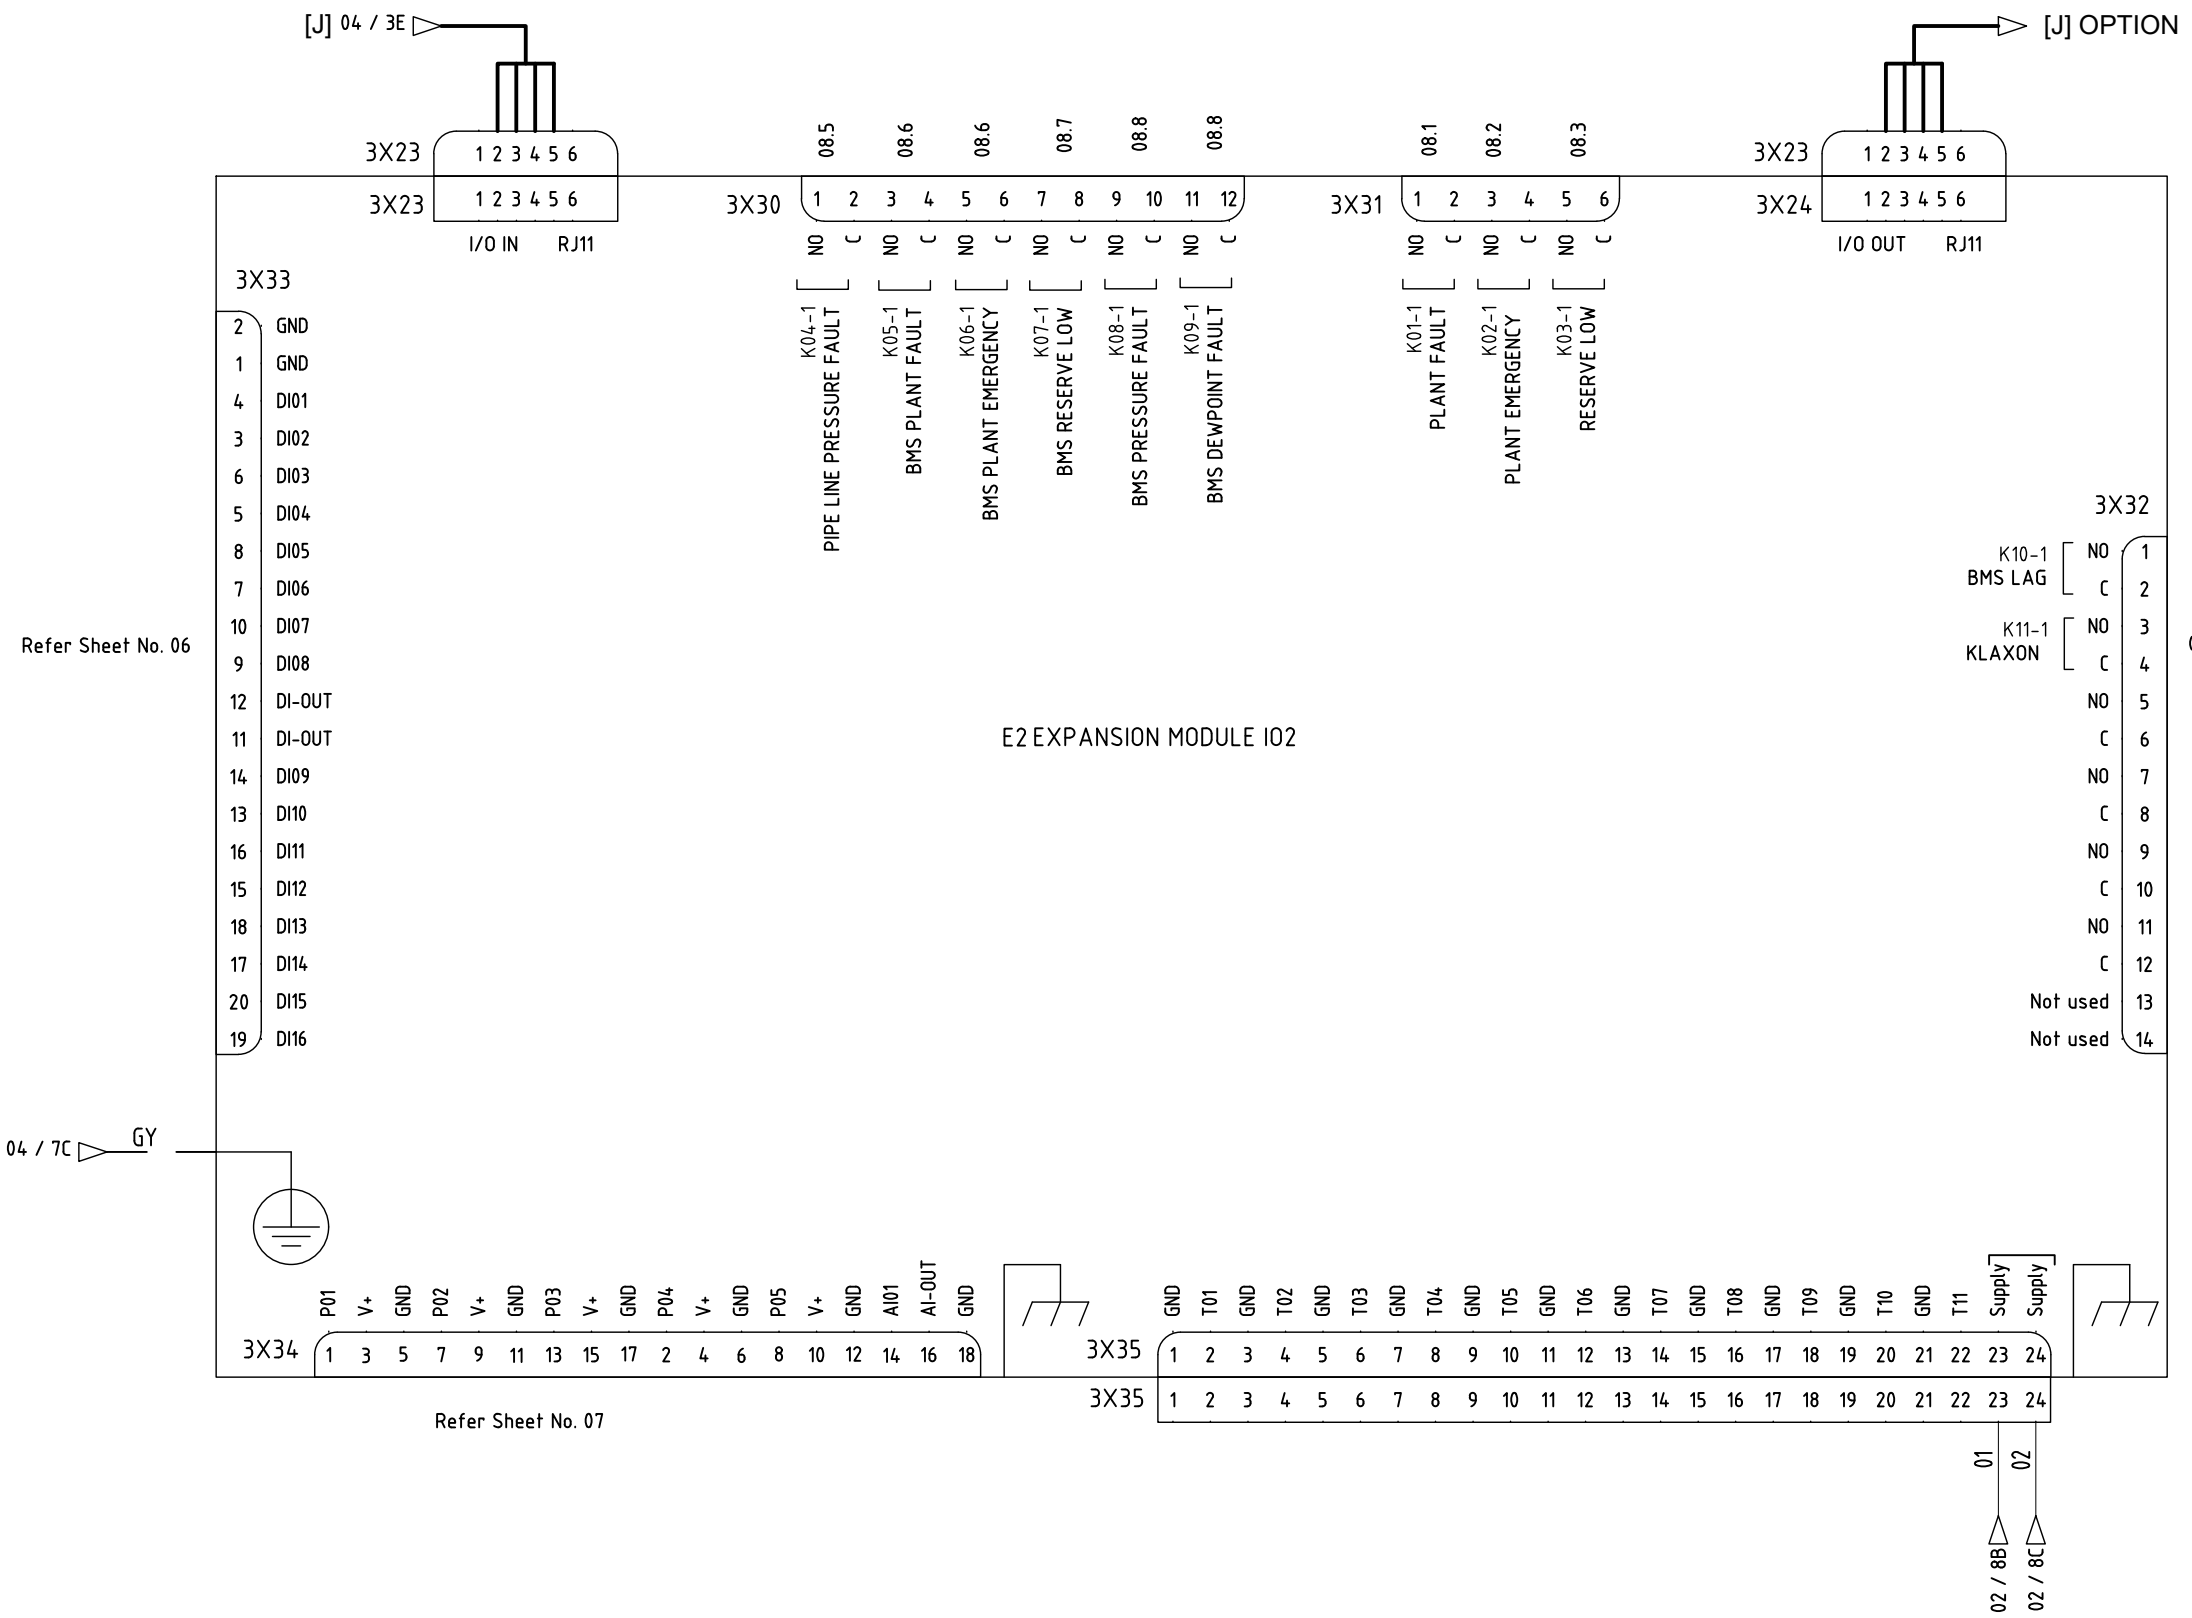 [J] 04 / 3E
[J] OPTION
3X23 1 2 3 4 5 6
3X23 1 2 3 4 5 6
I/O IN RJ11
08.5 08.6 08.6 08.7 08.8 08.8
3X30 1 2 3 4 5 6 7 8 9 10 11 12
NO C NO C NO C NO C NO C NO C
K04-1
PIPE LINE PRESSURE FAULT
K05-1
BMS PLANT FAULT
K06-1
BMS PLANT EMERGENCY
K07-1
BMS RESERVE LOW
K08-1
BMS PRESSURE FAULT
K09-1
BMS DEWPOINT FAULT
08.1 08.2 08.3
3X31 1 2 3 4 5 6
NO C NO C NO C
K01-1
PLANT FAULT
K02-1
PLANT EMERGENCY
K03-1
RESERVE LOW
3X23 1 2 3 4 5 6
3X24 1 2 3 4 5 6
I/O OUT RJ11
3X33
2 GND
1 GND
4 DI01
3 DI02
6 DI03
5 DI04
8 DI05
7 DI06
10 DI07
9 DI08
12 DI-OUT
11 DI-OUT
14 DI09
13 DI10
16 DI11
15 DI12
18 DI13
17 DI14
20 DI15
19 DI16
Refer Sheet No. 06
E2 EXPANSION MODULE IO2
3X32
K10-1
BMS LAG
NO 1
C 2
K11-1
KLAXON
NO 3
C 4
NO 5
C 6
NO 7
C 8
NO 9
C 10
NO 11
C 12
Not used 13
Not used 14
04 / 7C GY
P01 V+ GND P02 V+ GND P03 V+ GND P04 V+ GND P05 V+ GND AI01 AI-OUT GND
3X34 1 3 5 7 9 11 13 15 17 2 4 6 8 10 12 14 16 18
Refer Sheet No. 07
GND T01 GND T02 GND T03 GND T04 GND T05 GND T06 GND T07 GND T08 GND T09 GND T10 GND T11 Supply Supply
3X35 1 2 3 4 5 6 7 8 9 10 11 12 13 14 15 16 17 18 19 20 21 22 23 24
3X35 1 2 3 4 5 6 7 8 9 10 11 12 13 14 15 16 17 18 19 20 21 22 23 24
01 02
02 / 8B
02 / 8C